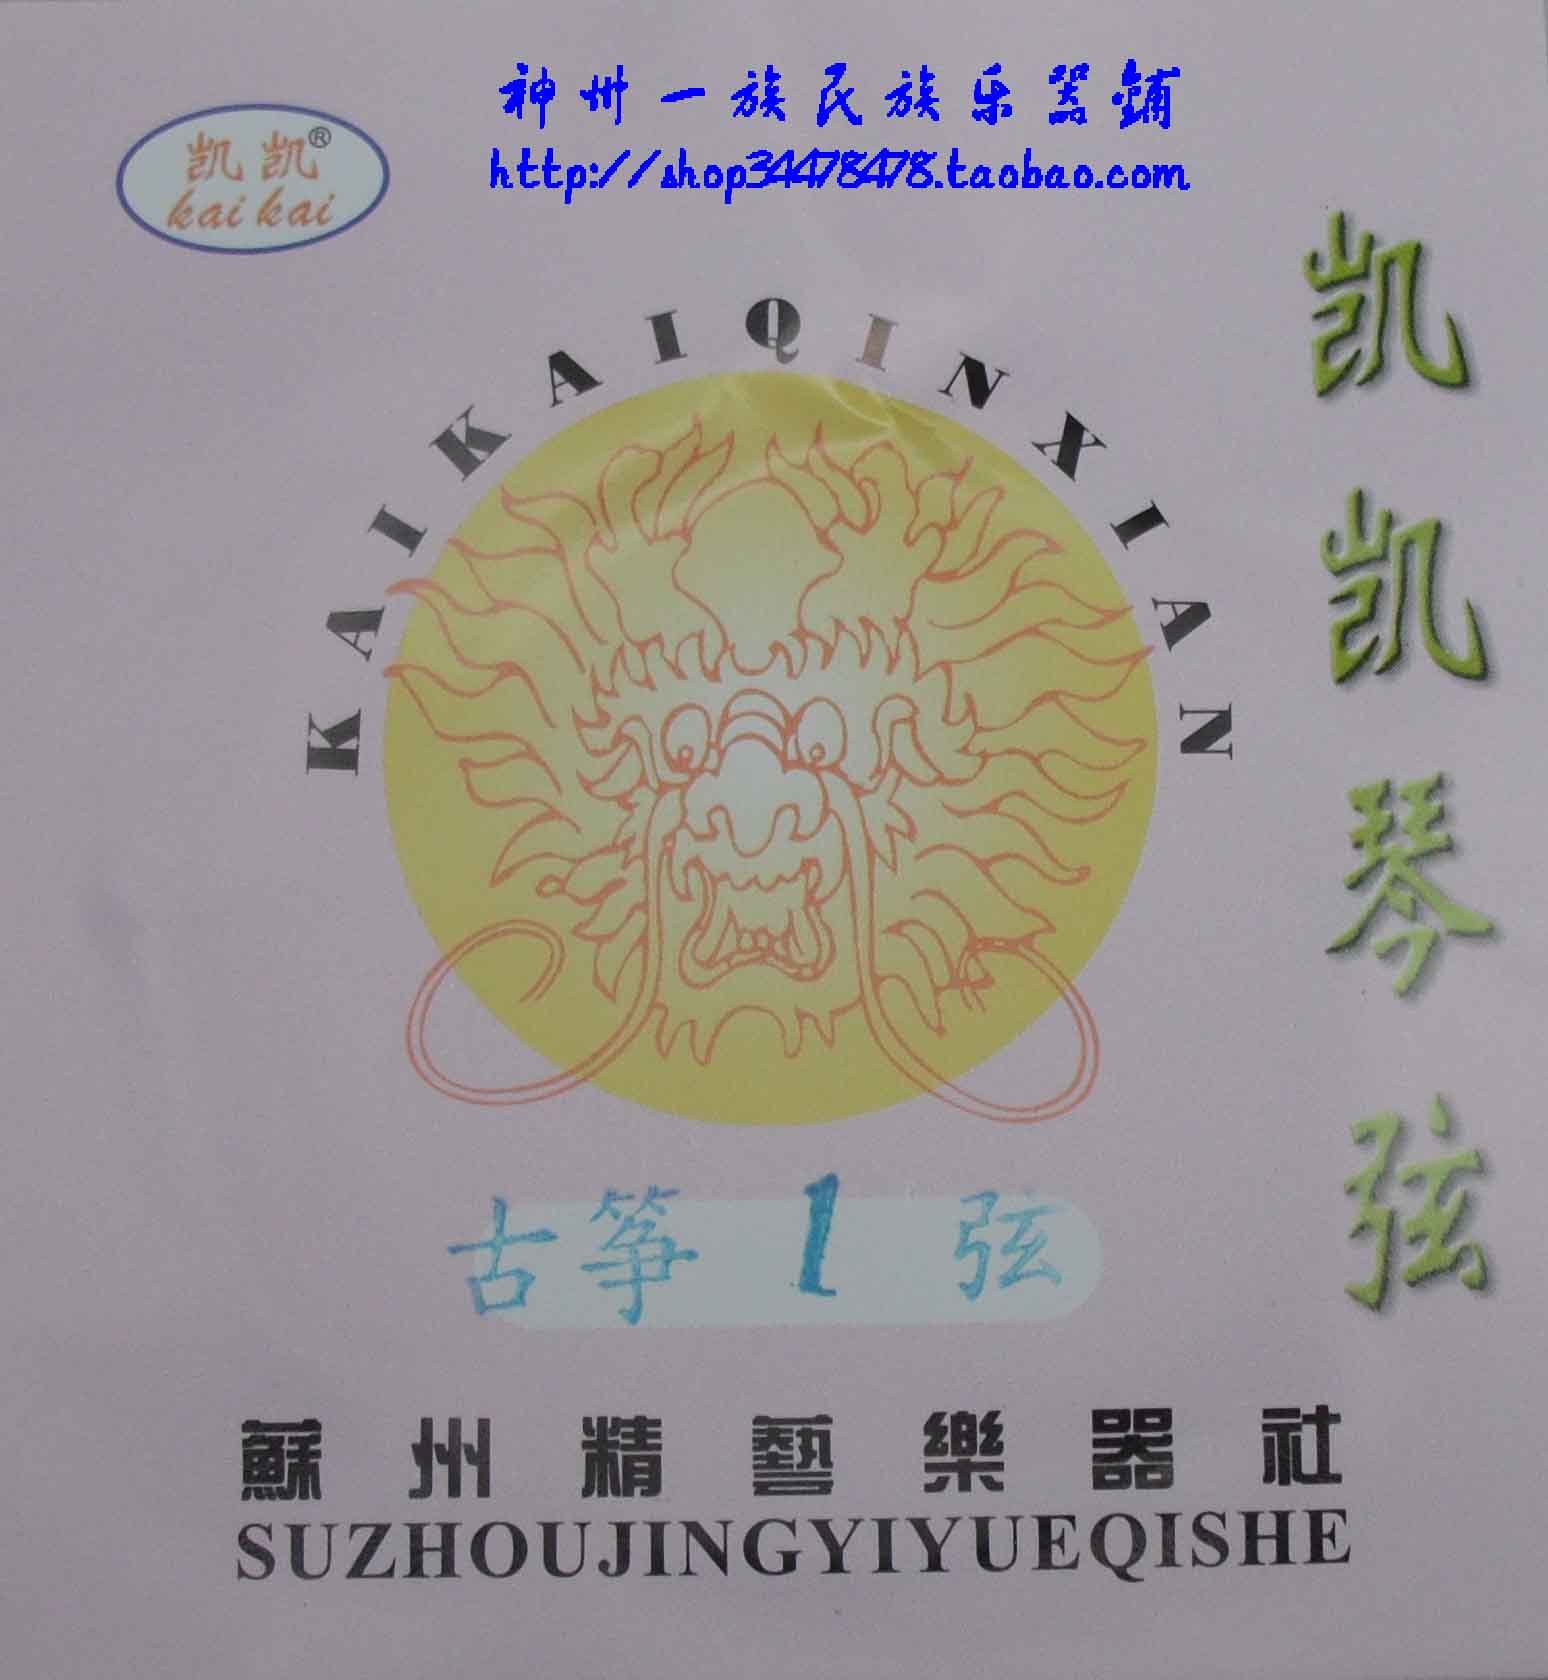 神州一族民族乐器铺
http://shop34478478.taobao.com
凯凯®
kai kai
KAIKAIQINXIAN
凯凯琴弦
古筝 1 弦
蘇州精藝樂器社
SUZHOUJINGYIYUEQISHE